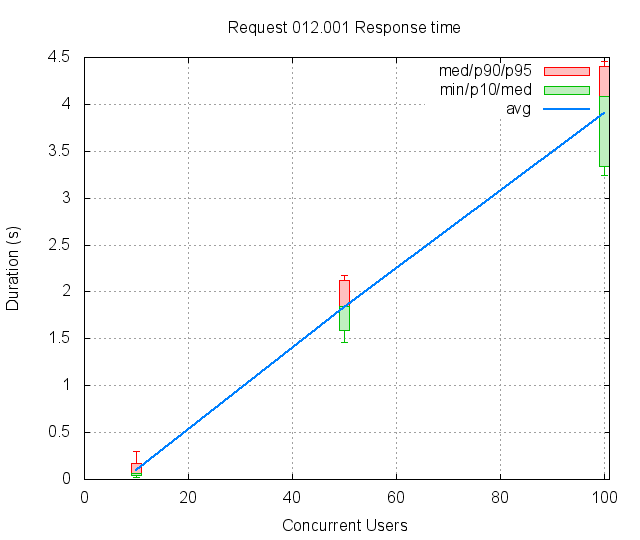 Request 012.001 Response time
4.5
4
3.5
3
2.5
2
1.5
1
0.5
0
Duration (s)
med/p90/p95
min/p10/med
avg
0 20 40 60 80 100
Concurrent Users